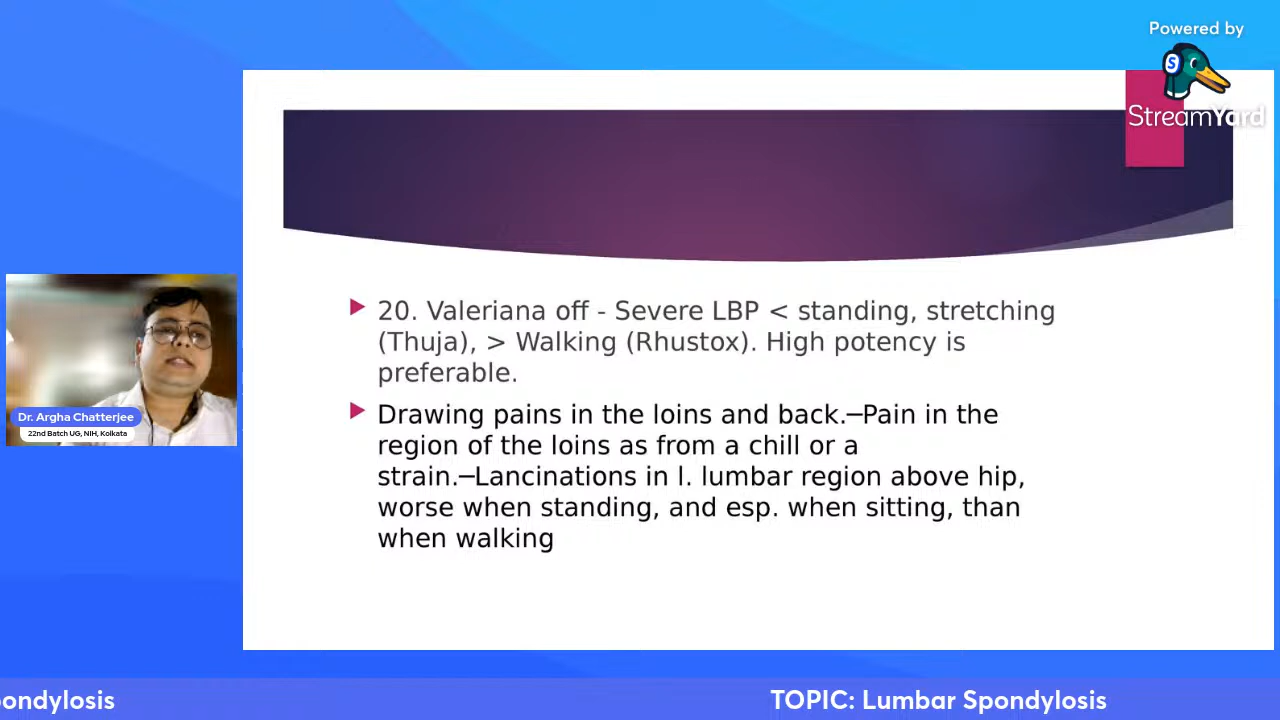 Powered by
StreamYard
20. Valeriana off - Severe LBP < standing, stretching
(Thuja), > Walking (Rhustox). High potency is
preferable.
Drawing pains in the loins and back.—Pain in the
region of the loins as from a chill or a
strain.—Lancinations in l. lumbar region above hip,
worse when standing, and esp. when sitting, than
when walking
Dr. Argha Chatterjee
22nd Batch UG, NIH, Kolkata
ondylosis
TOPIC: Lumbar Spondylosis